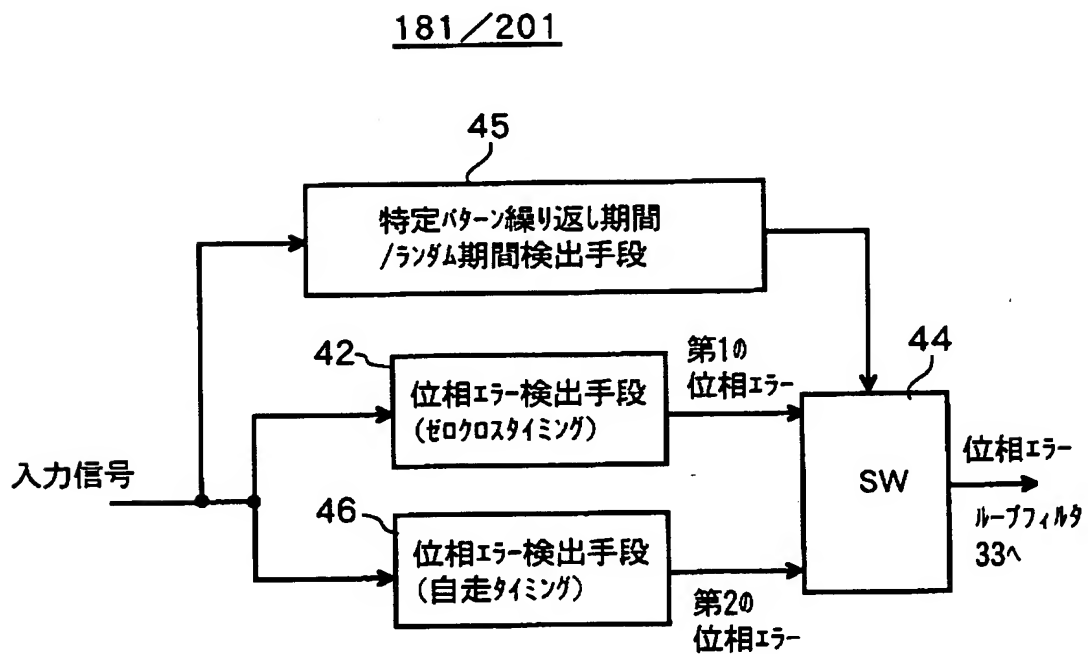 181／201
45
特定パターン繰り返し期間
/ランダム期間検出手段
42
位相エラー検出手段
（ゼロクロスタイミング）
第1の
位相エラー
44
SW
入力信号
位相エラー
ループフィルタ
33へ
46
位相エラー検出手段
（自走タイミング）
第2の
位相エラー